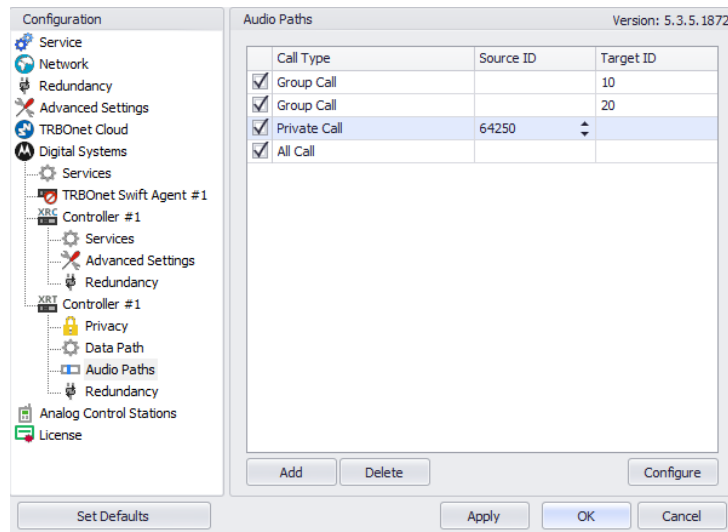 Configuration
Service
Network
Redundancy
Advanced Settings
TRBOnet Cloud
Digital Systems
Services
TRBOnet Swift Agent #1
XRC Controller #1
Services
Advanced Settings
Redundancy
XRT Controller #1
Privacy
Data Path
Audio Paths
Redundancy
Analog Control Stations
License
Set Defaults
Audio Paths Version: 5.3.5.1872
Call Type Source ID Target ID
Group Call 10
Group Call 20
Private Call 64250
All Call
Add Delete Configure
Apply OK Cancel